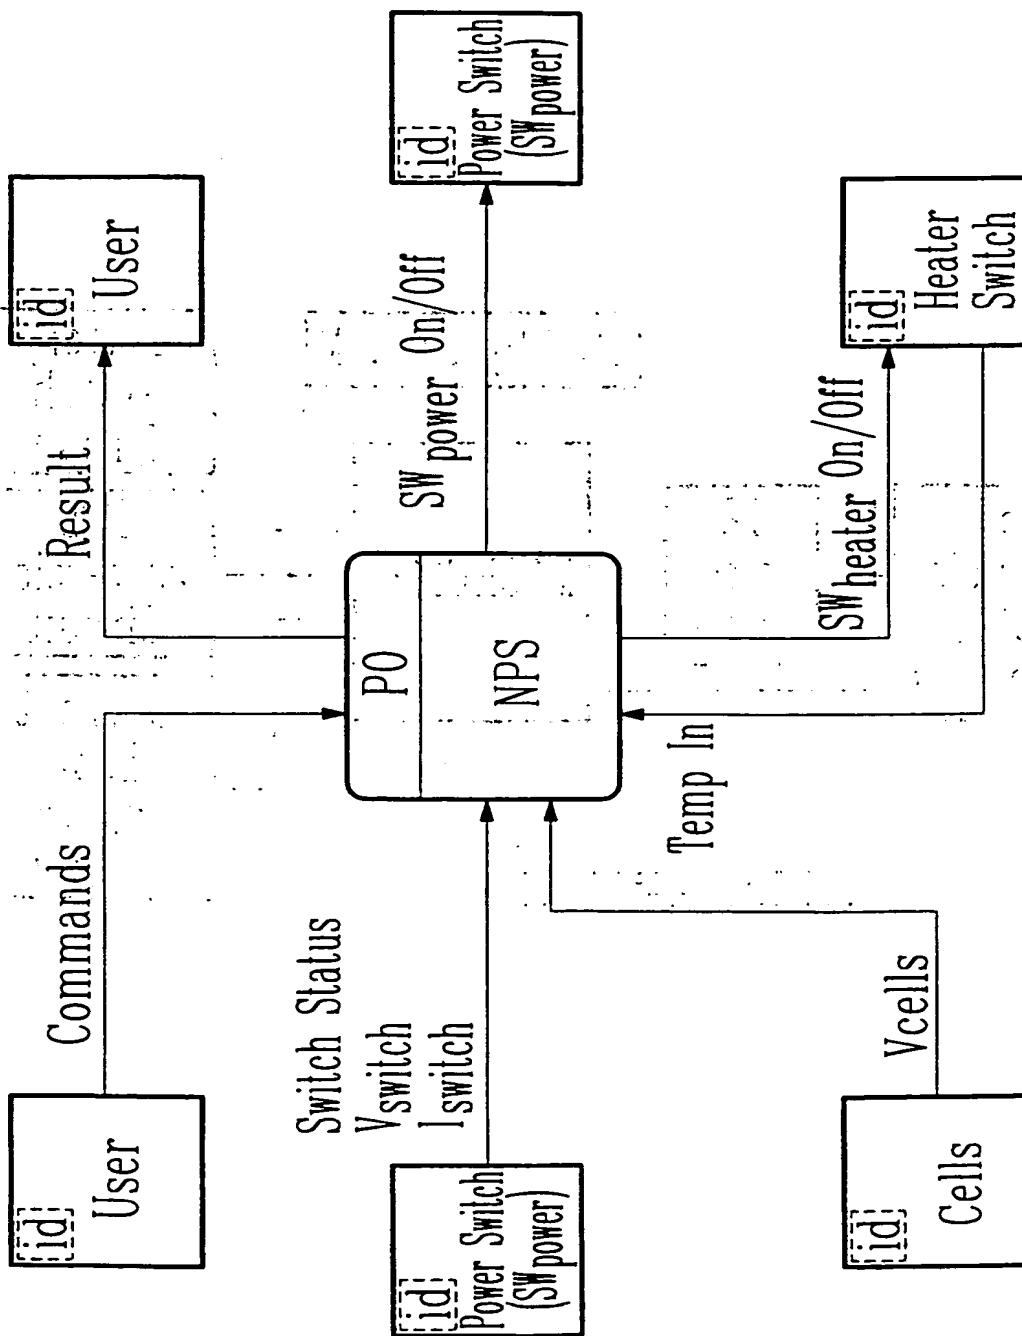 id
User
Commands
Result
id
User
id
Power Switch
(SWpower)
Switch Status
Vswitch
Iswitch
P0
NPS
SWpower On/Off
id
Power Switch
(SWpower)
id
Cells
Vcells
Temp In
SWheater On/Off
id
Heater
Switch